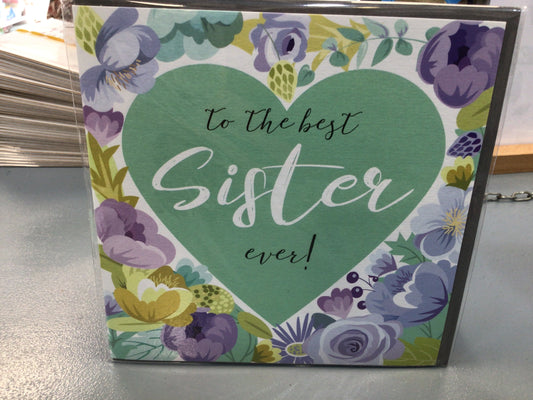 to the best
Sister
ever!